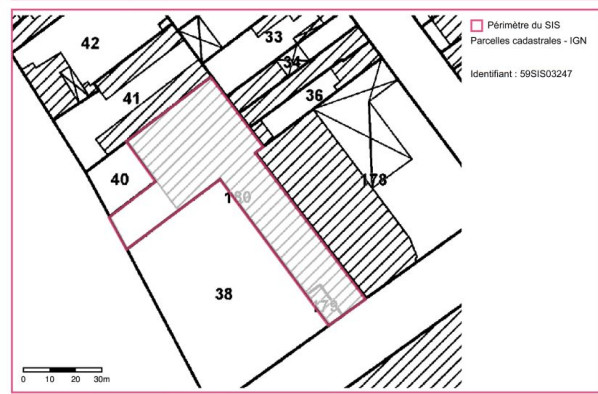 Périmètre du SIS
Parcelles cadastrales - IGN
Identifiant : 59SIS03247
42
33
34
41
36
40
178
38
0 10 20 30m